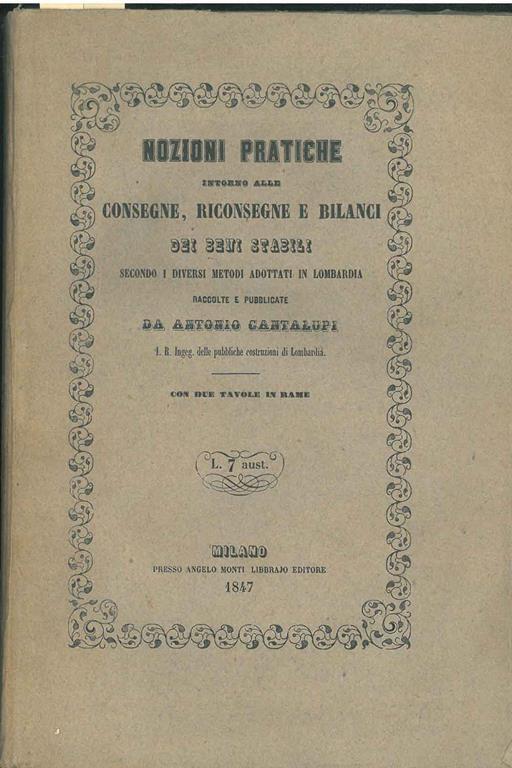 NOZIONI PRATICHE
INTORNO ALLE
CONSEGNE, RICONSEGNE E BILANCI
DEI BENI STABILI
SECONDO I DIVERSI METODI ADOTTATI IN LOMBARDIA
RACCOLTE E PUBBLICATE
DA ANTONIO CANTALUPI
I. R. Ingeg. delle pubbliche costruzioni di Lombardia.
CON DUE TAVOLE IN RAME
L. 7 aust.
MILANO
PRESSO ANGELO MONTI LIBBRAJO EDITORE
1847